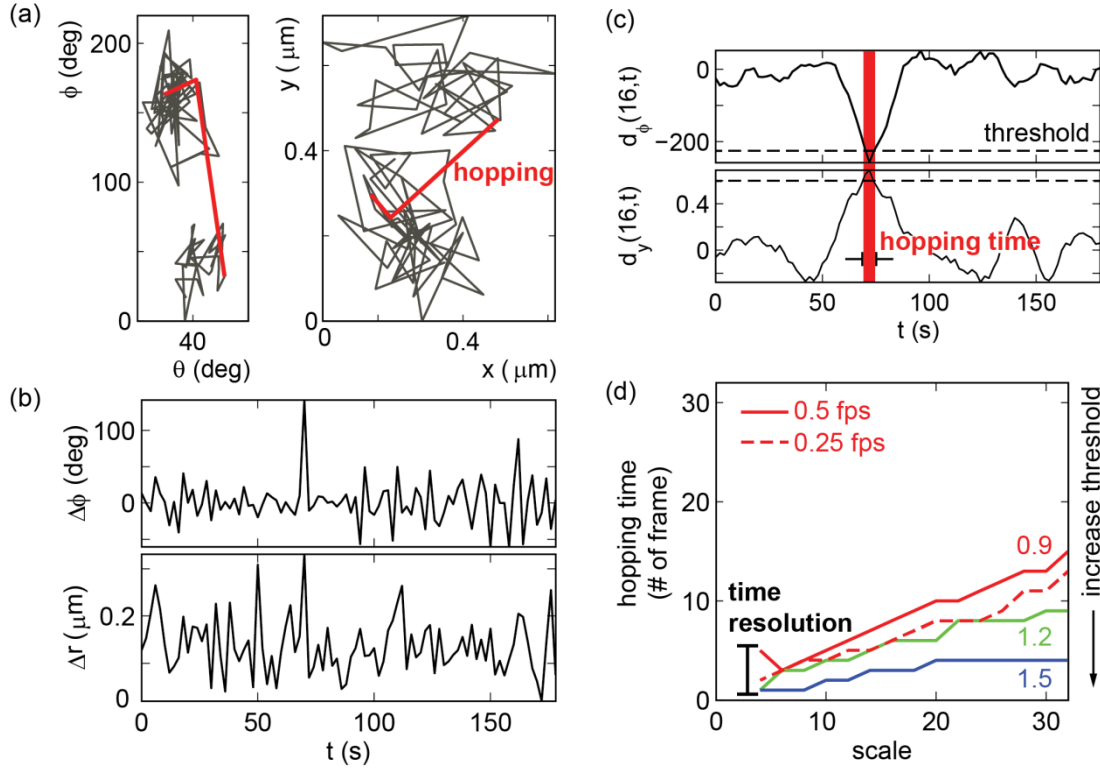 (a)
220
ϕ (deg)
100
0
40
θ (deg)
y ( μm)
0.4
0
hopping
0
0.4
x ( μm)
(b)
Δϕ (deg)
100
0
Δr (μm)
0.2
0
0
50
100
150
t (s)
(c)
dϕ(16,t)
0
−200
threshold
dy(16,t)
0.4
0
hopping time
0
50
100
150
t (s)
(d)
hopping time
(# of frame)
30
20
10
0
0.5 fps
0.25 fps
time
resolution
0.9
1.2
1.5
0
10
20
30
scale
increase threshold